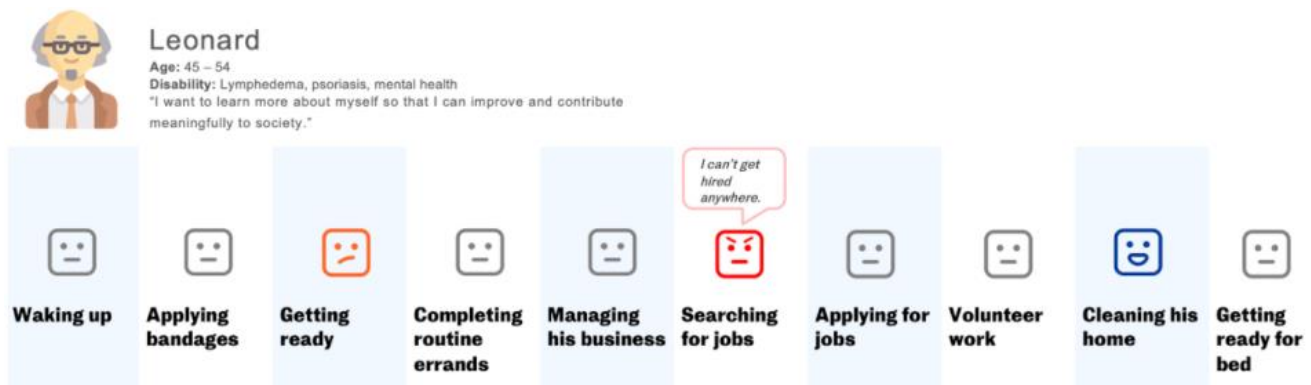 Leonard
Age: 45 – 54
Disability: Lymphedema, psoriasis, mental health
"I want to learn more about myself so that I can improve and contribute
meaningfully to society."
I can't get
hired
anywhere.
Waking up
Applying
bandages
Getting
ready
Completing
routine
errands
Managing
his business
Searching
for jobs
Applying for
jobs
Volunteer
work
Cleaning his
home
Getting
ready for
bed